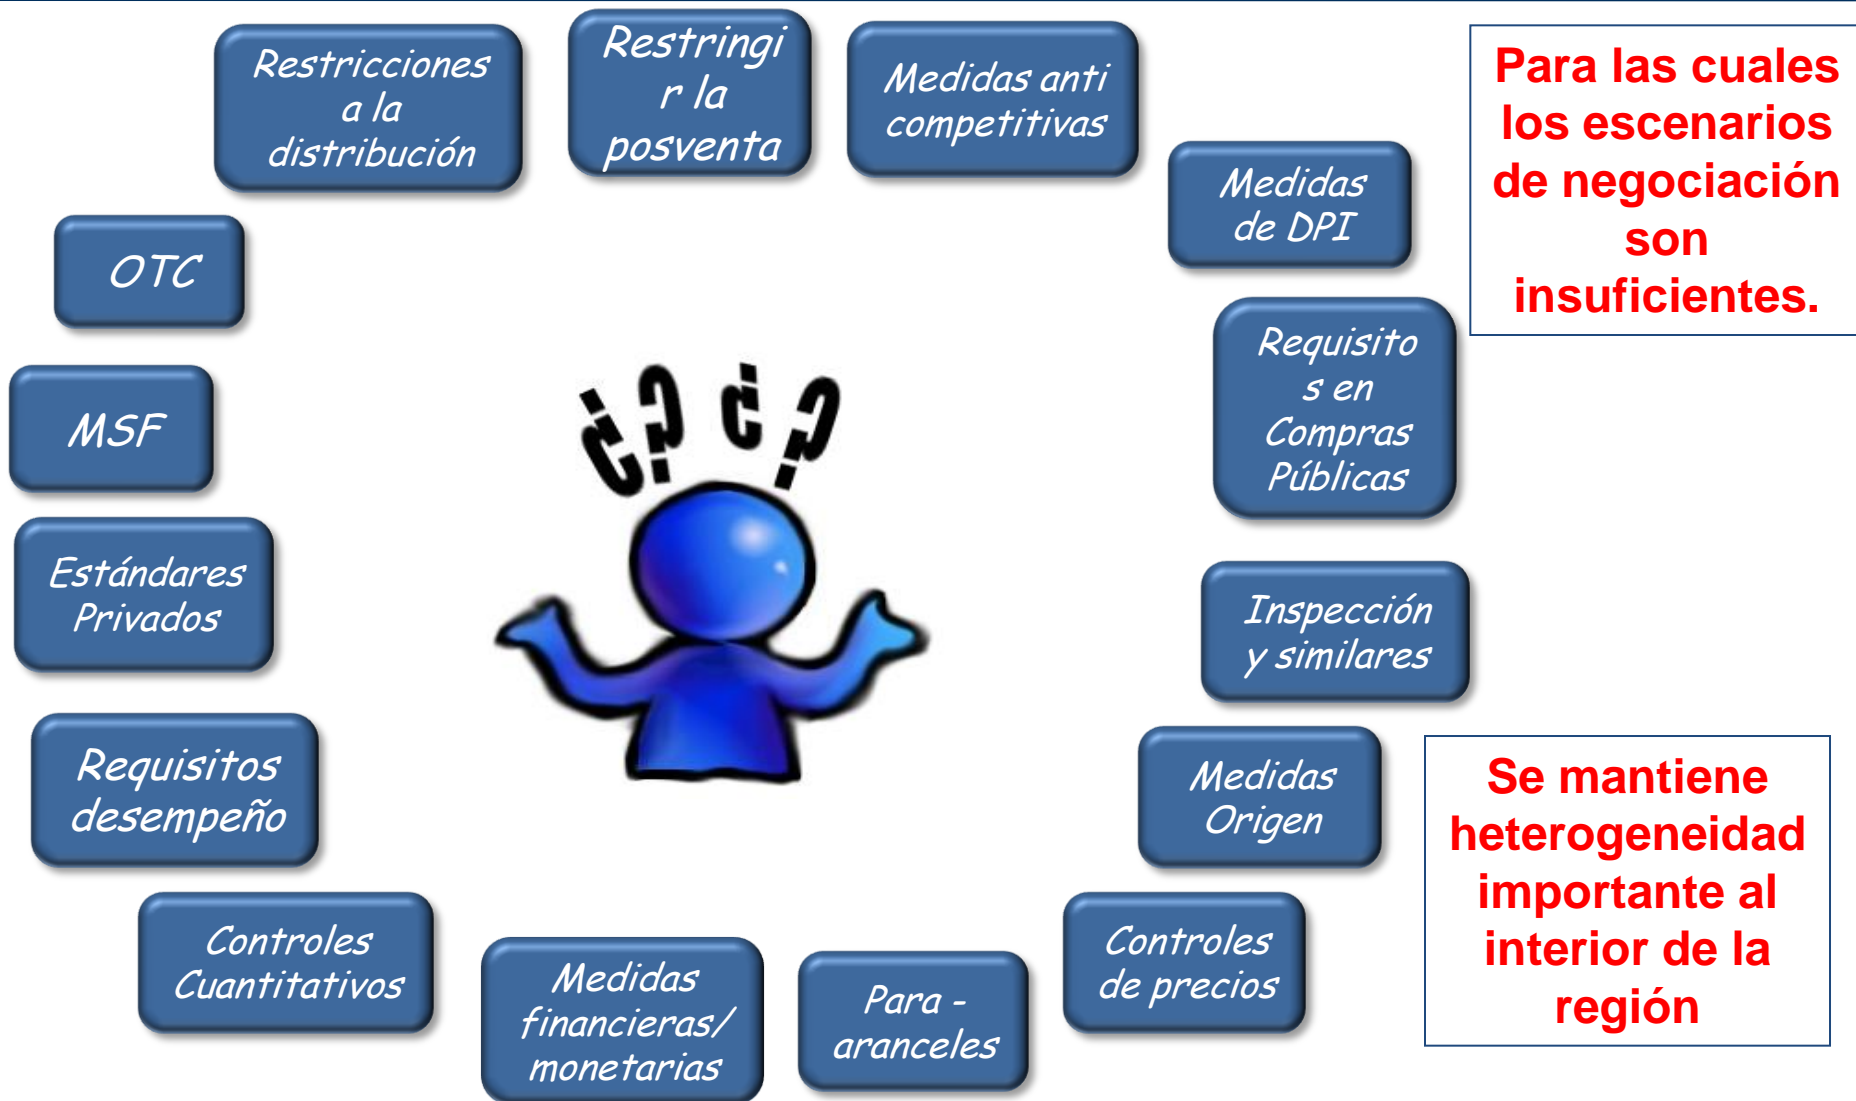 Restricciones
a la
distribución
Restringi
r la
posventa
Medidas anti
competitivas
Para las cuales
los escenarios
de negociación
son
insuficientes.
Medidas
de DPI
OTC
Requisito
s en
Compras
Públicas
MSF
¿? ¿?
Estándares
Privados
Inspección
y similares
Requisitos
desempeño
Medidas
Origen
Se mantiene
heterogeneidad
importante al
interior de la
región
Controles
Cuantitativos
Medidas
financieras/
monetarias
Para -
aranceles
Controles
de precios